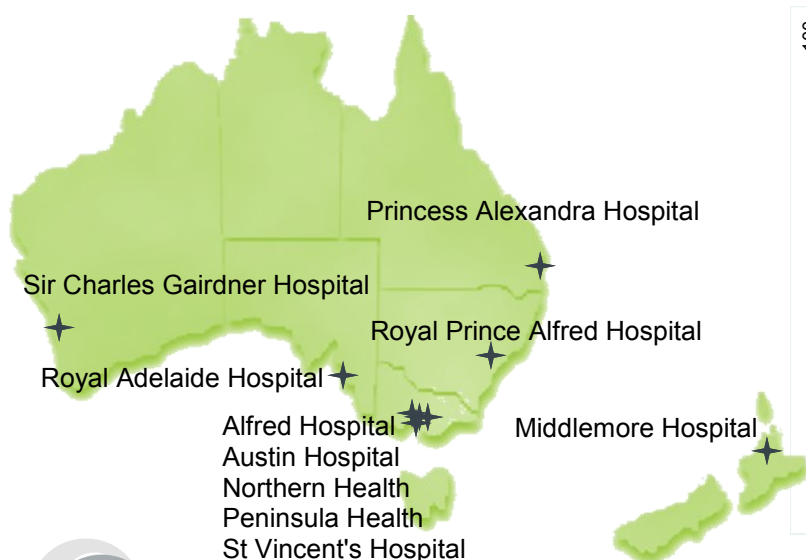 Princess Alexandra Hospital
Sir Charles Gairdner Hospital
Royal Prince Alfred Hospital
Royal Adelaide Hospital
Alfred Hospital
Middlemore Hospital
Austin Hospital
Northern Health
Peninsula Health
St Vincent's Hospital